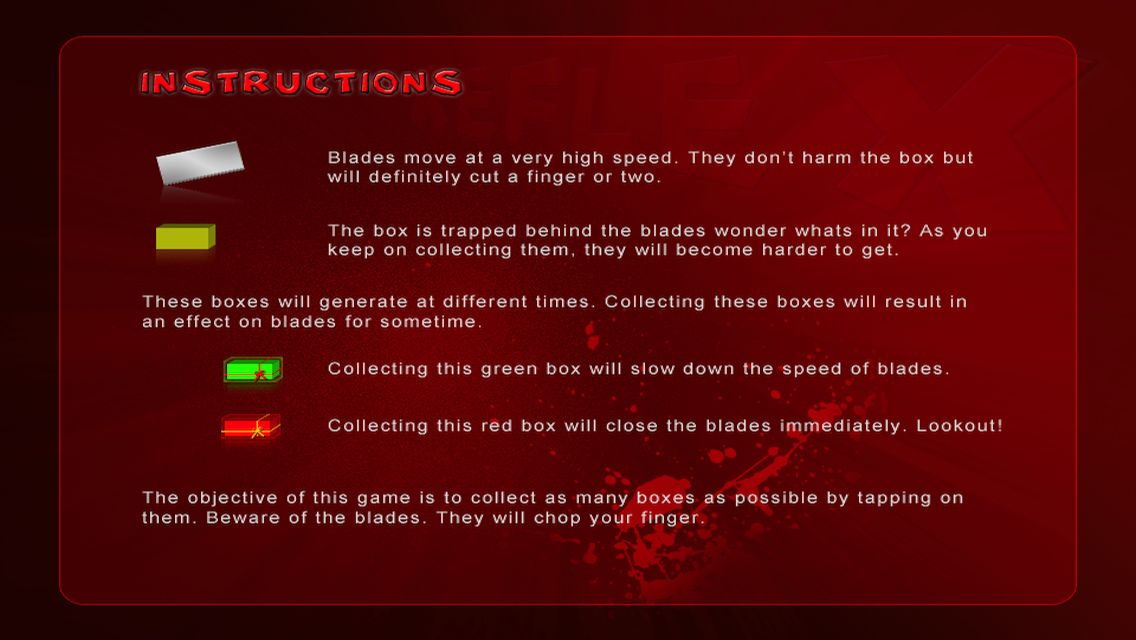 INSTRUCTIONS
Blades move at a very high speed. They don't harm the box but
will definitely cut a finger or two.
The box is trapped behind the blades wonder whats in it? As you
keep on collecting them, they will become harder to get.
These boxes will generate at different times. Collecting these boxes will result in
an effect on blades for sometime.
Collecting this green box will slow down the speed of blades.
Collecting this red box will close the blades immediately. Lookout!
The objective of this game is to collect as many boxes as possible by tapping on
them. Beware of the blades. They will chop your finger.